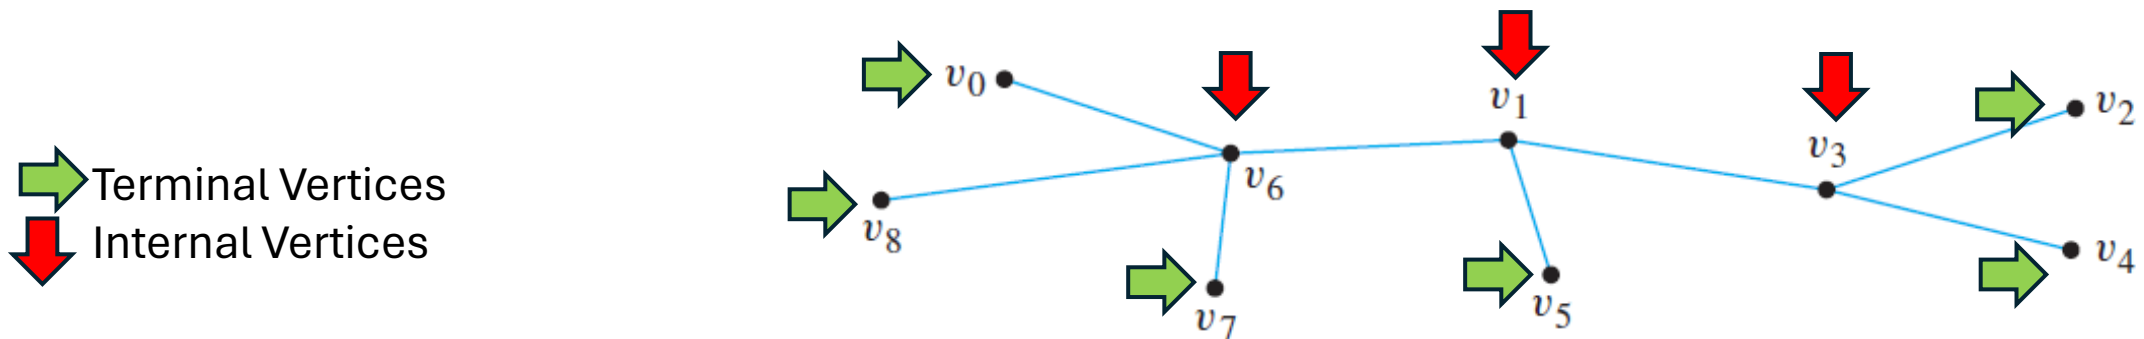 Terminal Vertices
Internal Vertices
v0
v1
v2
v3
v6
v8
v4
v7
v5